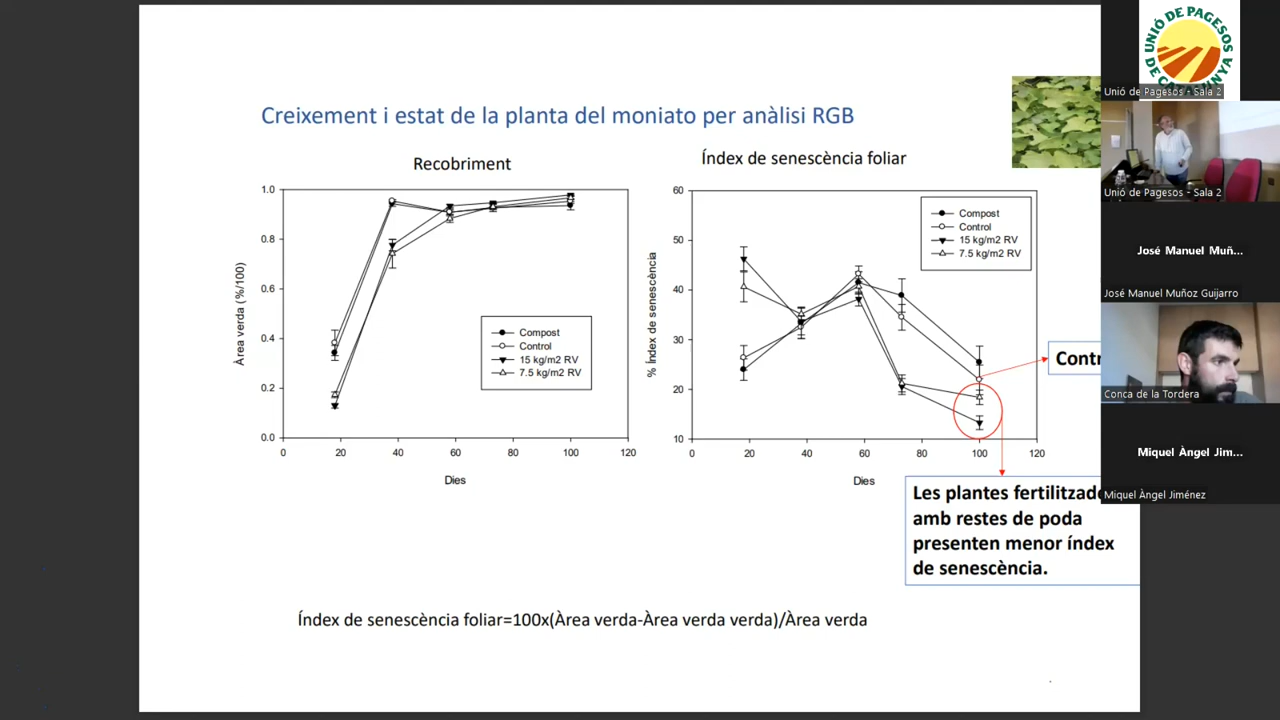 Creixement i estat de la planta del moniato per anàlisi RGB
Recobriment
Àrea verda (%/100)
1.0
0.8
0.6
0.4
0.2
0.0
0 20 40 60 80 100 120
Dies
Compost
Control
15 kg/m2 RV
7.5 kg/m2 RV
Índex de senescència foliar
% Índex de senescència
60
50
40
30
20
10
0 20 40 60 80 100 120
Dies
Compost
Control
15 kg/m2 RV
7.5 kg/m2 RV
Les plantes fertilitzad
amb restes de poda
presenten menor índex
de senescència.
Índex de senescència foliar=100x(Àrea verda-Àrea verda verda)/Àrea verda
UNIÓ DE PAGESOS
Unió de Pagesos - Sala 2
Unió de Pagesos - Sala 2
José Manuel Muñ...
José Manuel Muñoz Guijarro
Conca de la Tordera
Miquel Àngel Jim...
Miquel Àngel Jiménez